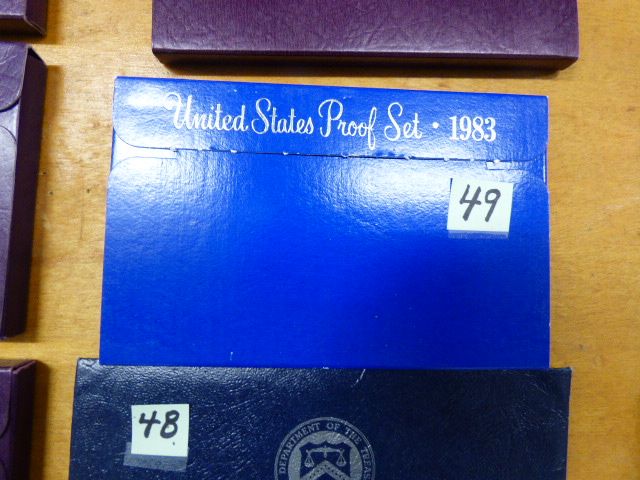 United States Proof Set · 1983
49
48
DEPARTMENT OF THE TREAS